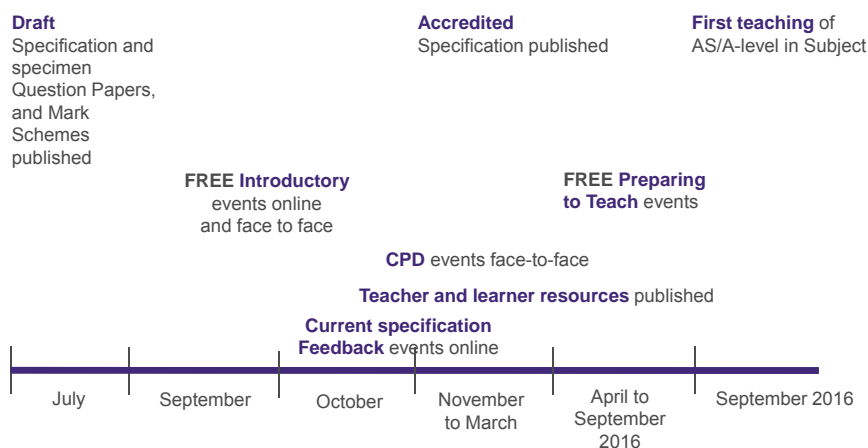 Draft
Specification and
specimen
Question Papers,
and Mark
Schemes
published
Accredited
Specification published
First teaching of
AS/A-level in Subject
FREE Introductory
events online
and face to face
FREE Preparing
to Teach events
CPD events face-to-face
Teacher and learner resources published
Current specification
Feedback events online
July
September
October
November
to March
April to
September
2016
September 2016